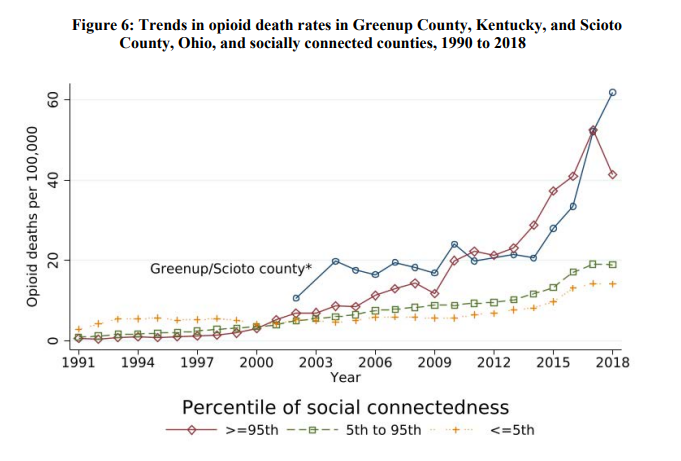 Figure 6: Trends in opioid death rates in Greenup County, Kentucky, and Scioto
County, Ohio, and socially connected counties, 1990 to 2018
Opioid deaths per 100,000
60
40
20
0
Greenup/Scioto county*
1991 1994 1997 2000 2003 2006 2009 2012 2015 2018
Year
Percentile of social connectedness
>=95th 5th to 95th <=5th